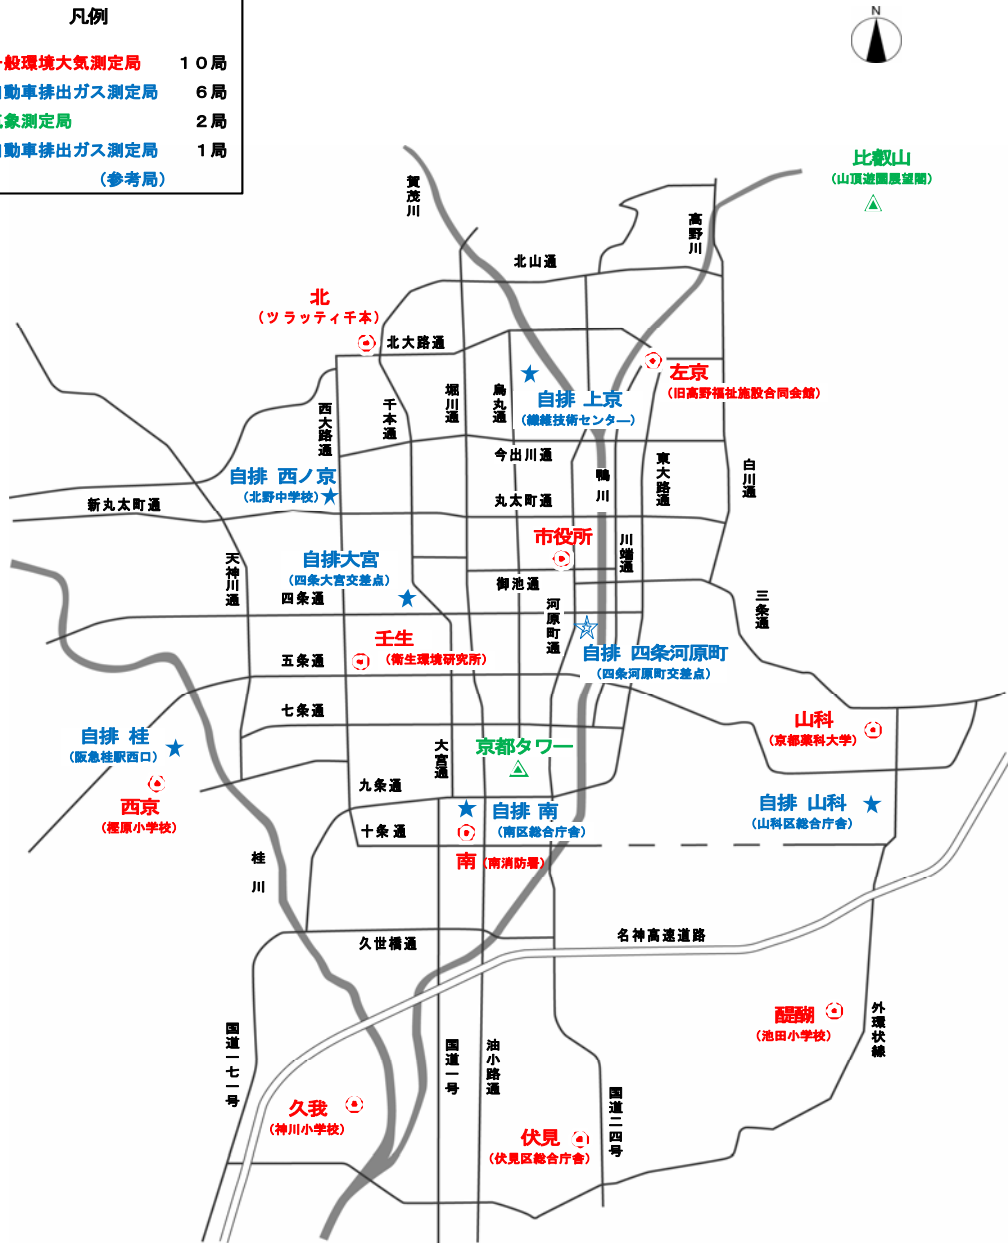 凡例
般環境大気測定局 10局
動車排出ガス測定局 6局
象測定局 2局
動車排出ガス測定局 1局
(参考局)
N
比叡山
(山頂遊園展望閣)
賀茂川
高野川
北山通
北
(ツラッティ千本)
北大路通
左京
(旧高野福祉施設合同会館)
自排 上京
(繊維技術センター)
西大路通
千本通
堀川通
烏丸通
今出川通
自排 西ノ京
(北野中学校)
新丸太町通
丸太町通
鴨川
東大路通
白川通
市役所
川端通
自排大宮
(四条大宮交差点)
天神川通
御池通
四条通
河原町通
三条通
壬生
(衛生環境研究所)
五条通
自排 四条河原町
(四条河原町交差点)
七条通
山科
(京都薬科大学)
自排 桂
(阪急桂駅西口)
大宮通
京都タワー
九条通
西京
(樫原小学校)
自排 南
(南区総合庁舎)
自排 山科
(山科区総合庁舎)
十条通
南(南消防署)
桂川
久世橋通
名神高速道路
醍醐
(池田小学校)
外環状線
国道一七一号
国道一号
油小路通
国道二四号
久我
(神川小学校)
伏見
(伏見区総合庁舎)